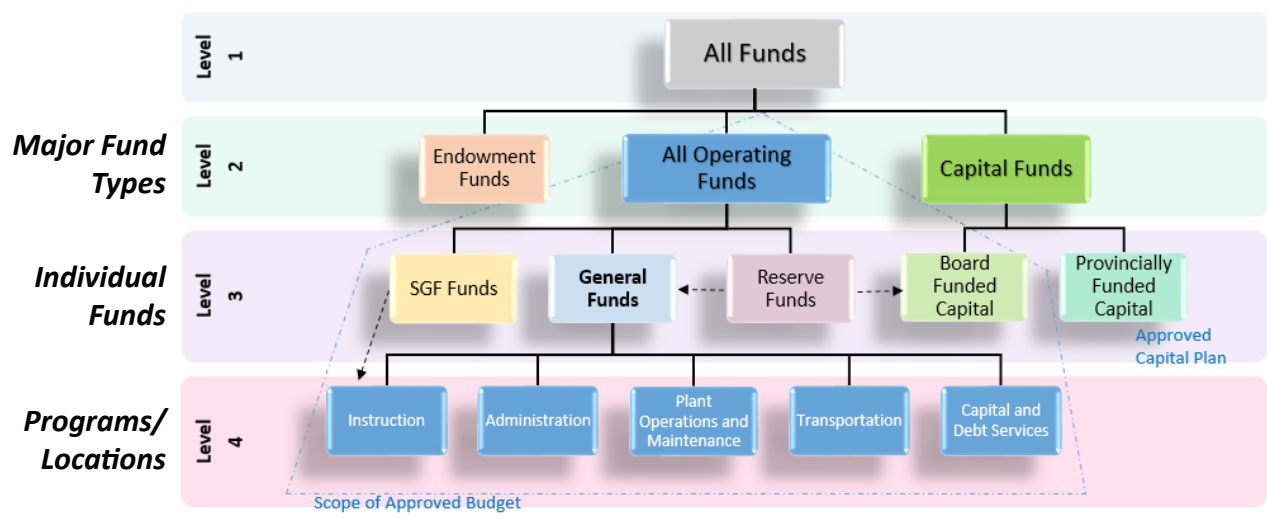 Level 1
All Funds
Major Fund
Types
Level 2
Endowment
Funds
All Operating
Funds
Capital Funds
Individual
Funds
Level 3
SGF Funds
General
Funds
Reserve
Funds
Board
Funded
Capital
Provincially
Funded
Capital
Approved
Capital Plan
Programs/
Locations
Level 4
Instruction
Administration
Plant
Operations and
Maintenance
Transportation
Capital and
Debt Services
Scope of Approved Budget